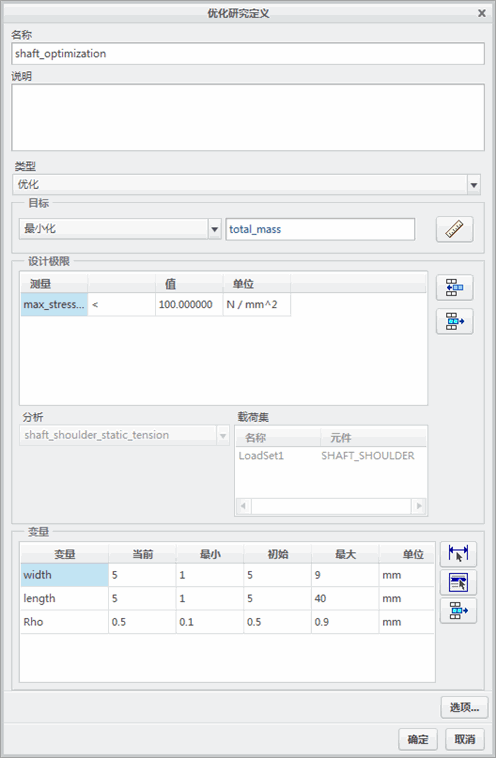 优化研究定义
名称
shaft_optimization
说明
类型
优化
目标
最小化 total_mass
设计极限
测量 值 单位
max_stress... < 100.000000 N / mm^2
分析 载荷集
shaft_shoulder_static_tension
名称 元件
LoadSet1 SHAFT_SHOULDER
变量
变量 当前 最小 初始 最大 单位
width 5 1 5 9 mm
length 5 1 5 40 mm
Rho 0.5 0.1 0.5 0.9 mm
选项...
确定 取消